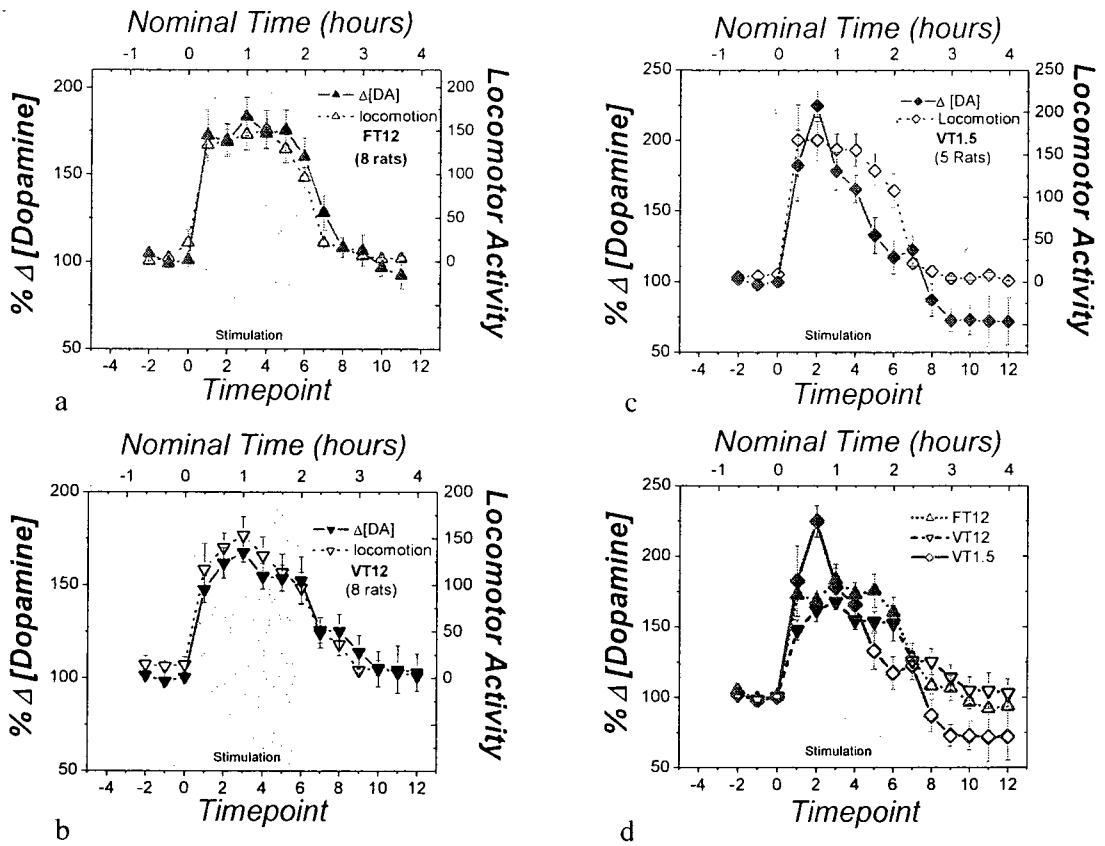 Nominal Time (hours)
-1 0 1 2 3 4
% Δ [Dopamine]
200
150
100
50
Locomotor Activity
200
150
100
50
0
Δ[DA]
locomotion
FT12
(8 rats)
Stimulation
-4 -2 0 2 4 6 8 10 12
Timepoint
a
Nominal Time (hours)
-1 0 1 2 3 4
% Δ [Dopamine]
250
200
150
100
50
Locomotor Activity
250
200
150
100
50
0
Δ [DA]
Locomotion
VT1.5
(5 Rats)
-4 -2 0 2 4 6 8 10 12
Timepoint
c
Nominal Time (hours)
-1 0 1 2 3 4
% Δ [Dopamine]
200
150
100
50
Locomotor Activity
200
150
100
50
0
Δ[DA]
locomotion
VT12
(8 rats)
Stimulation
-4 -2 0 2 4 6 8 10 12
Timepoint
b
Nominal Time (hours)
-1 0 1 2 3 4
% Δ [Dopamine]
250
200
150
100
50
FT12
VT12
VT1.5
Stimulation
-4 -2 0 2 4 6 8 10 12
Timepoint
d